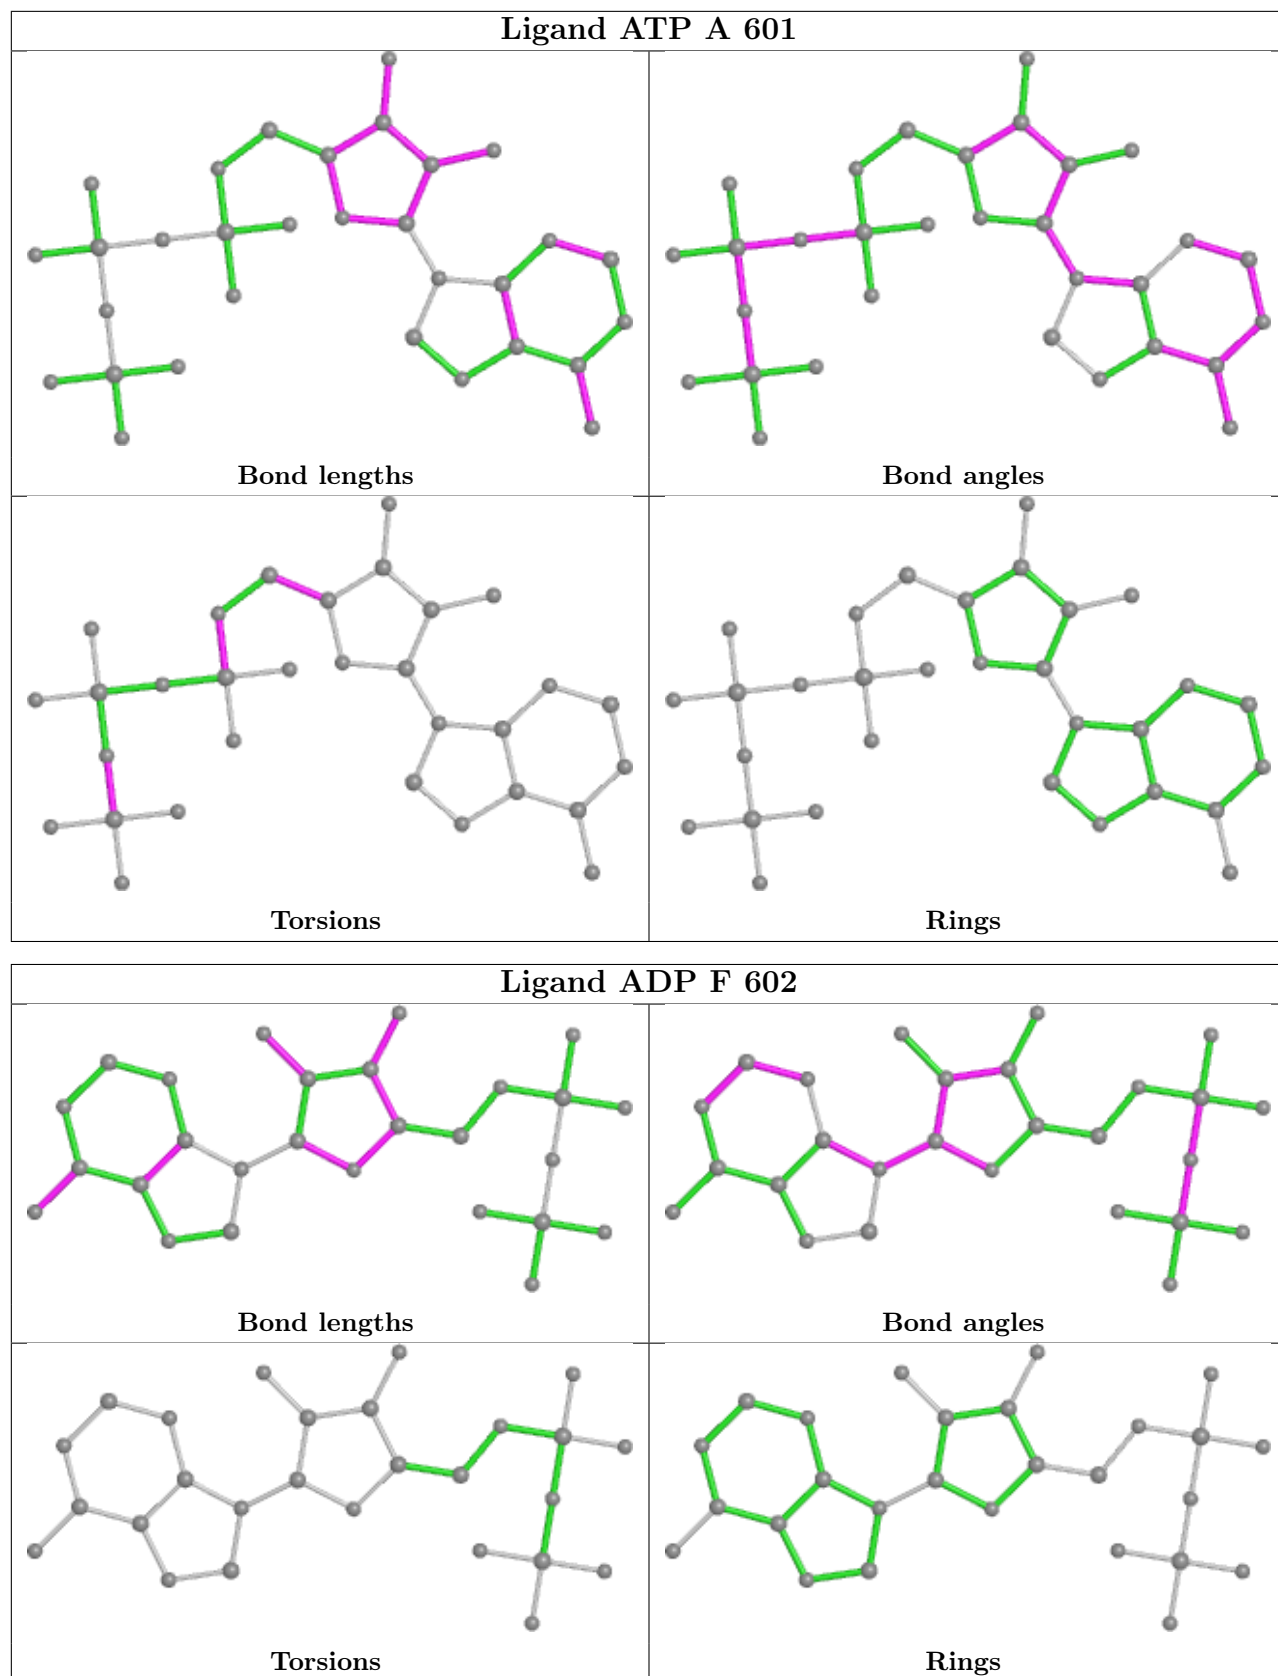 Ligand ATP A 601
Bond lengths
Bond angles
Torsions
Rings
Ligand ADP F 602
Bond lengths
Bond angles
Torsions
Rings